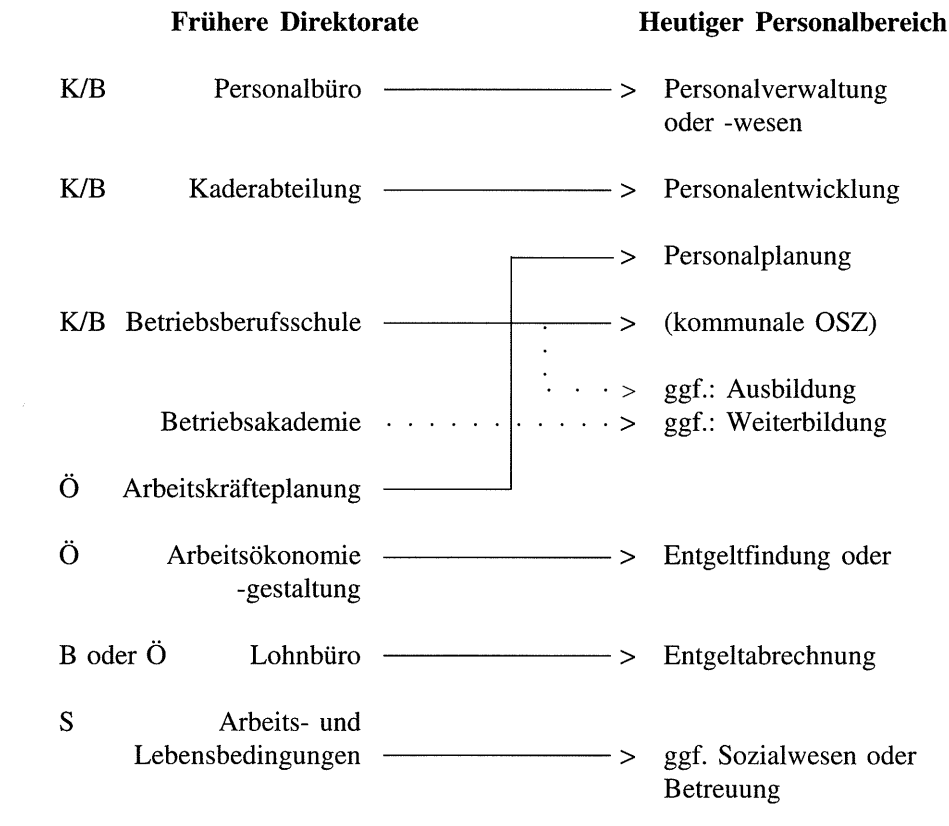 Frühere Direktorate Heutiger Personalbereich
K/B Personalbüro > Personalverwaltung
oder -wesen
K/B Kaderabteilung > Personalentwicklung
> Personalplanung
K/B Betriebsberufsschule > (kommunale OSZ)
> ggf.: Ausbildung
Betriebsakademie . . . . . . . . . . . > ggf.: Weiterbildung
Ö Arbeitskräfteplanung
Ö Arbeitsökonomie > Entgeltfindung oder
-gestaltung
B oder Ö Lohnbüro > Entgeltabrechnung
S Arbeits- und
Lebensbedingungen > ggf. Sozialwesen oder
Betreuung